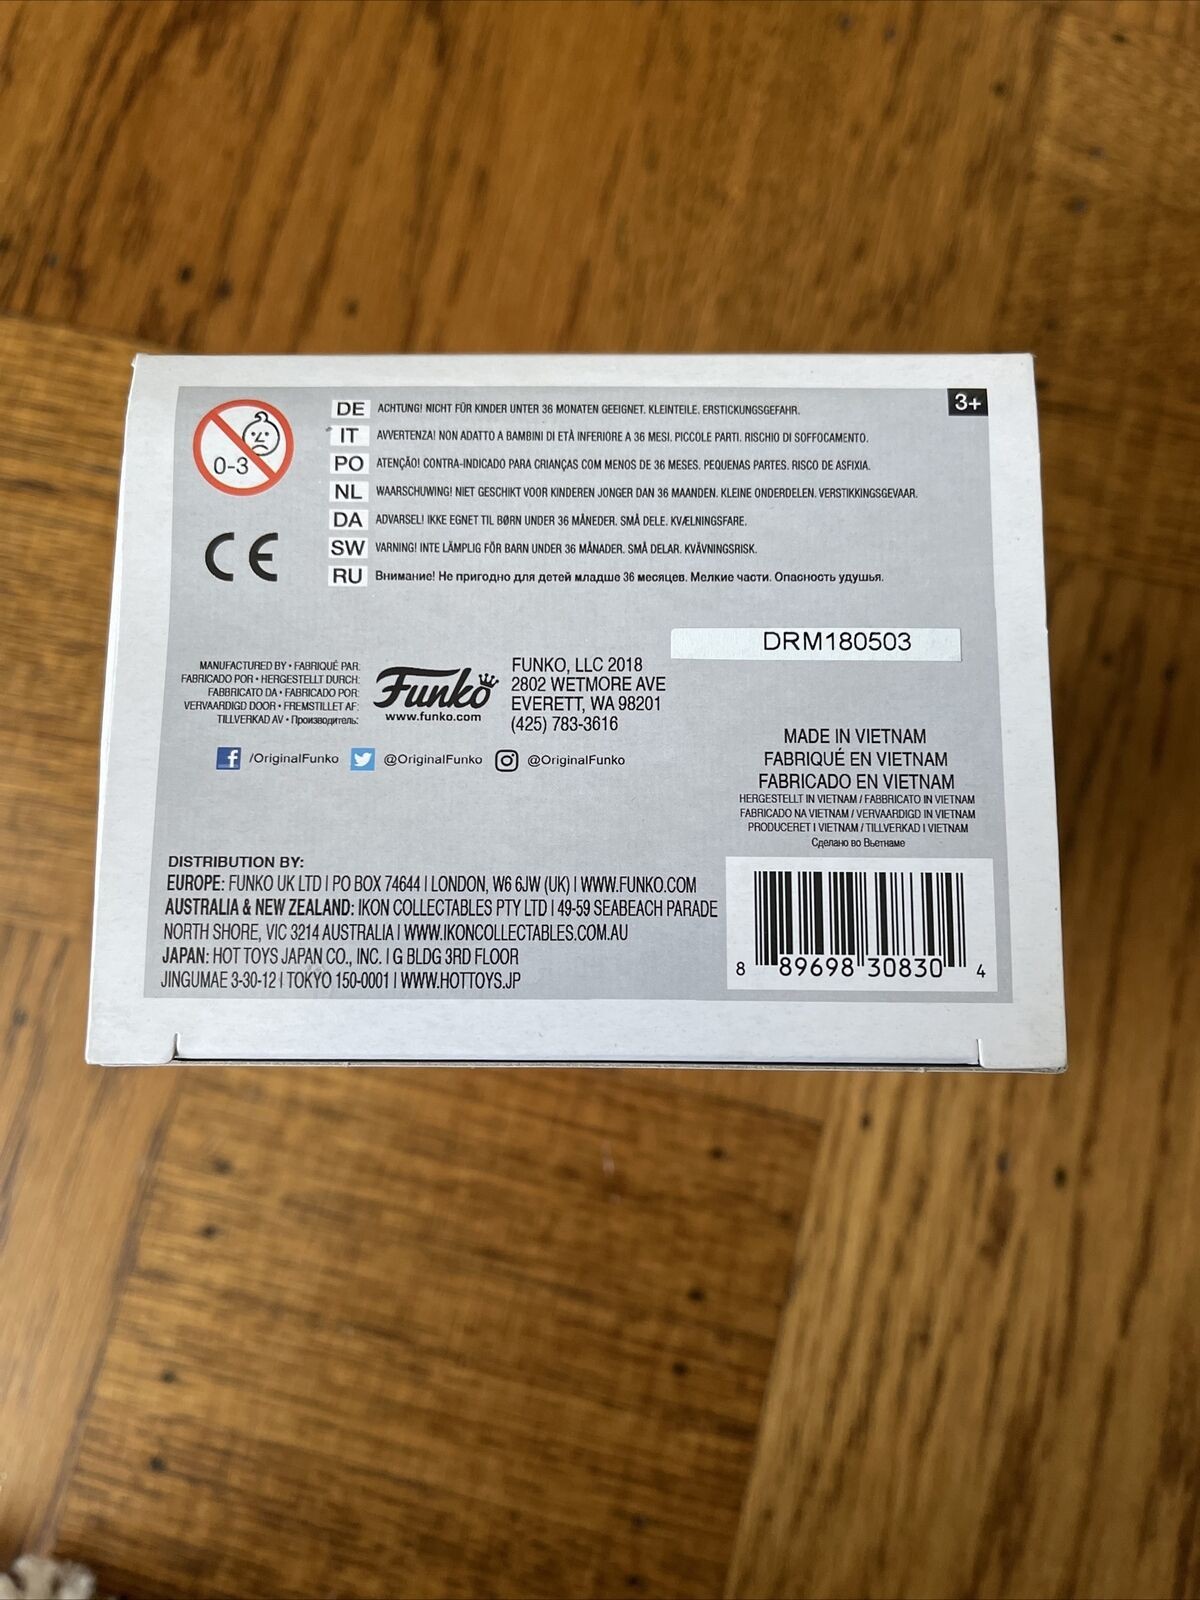 0-3
CE
DE ACHTUNG! NICHT FÜR KINDER UNTER 36 MONATEN GEEIGNET. KLEINTEILE. ERSTICKUNGSGEFAHR.
IT AVVERTENZA! NON ADATTO A BAMBINI DI ETÀ INFERIORE A 36 MESI. PICCOLE PARTI. RISCHIO DI SOFFOCAMENTO.
PO ATENÇÃO! CONTRA-INDICADO PARA CRIANÇAS COM MENOS DE 36 MESES. PEQUENAS PARTES. RISCO DE ASFIXIA.
NL WAARSCHUWING! NIET GESCHIKT VOOR KINDEREN JONGER DAN 36 MAANDEN. KLEINE ONDERDELEN. VERSTIKKINGSGEVAAR.
DA ADVARSEL! IKKE EGNET TIL BØRN UNDER 36 MÅNEDER. SMÅ DELE. KVÆLNINGSFARE.
SW VARNING! INTE LÄMPLIG FÖR BARN UNDER 36 MÅNADER. SMÅ DELAR. KVÄVNINGSRISK.
RU Внимание! Не пригодно для детей младше 36 месяцев. Мелкие части. Опасность удушья.
3+
DRM180503
MANUFACTURED BY • FABRIQUÉ PAR:
FABRICADO POR • HERGESTELLT DURCH:
FABBRICATO DA • FABRICADO POR:
VERVAARDIGD DOOR • FREMSTILLET AF:
TILLVERKAD AV • Производитель:
Funko
www.funko.com
FUNKO, LLC 2018
2802 WETMORE AVE
EVERETT, WA 98201
(425) 783-3616
/OriginalFunko @OriginalFunko @OriginalFunko
MADE IN VIETNAM
FABRIQUÉ EN VIETNAM
FABRICADO EN VIETNAM
HERGESTELLT IN VIETNAM / FABBRICATO IN VIETNAM
FABRICADO NA VIETNAM / VERVAARDIGD IN VIETNAM
PRODUCERET I VIETNAM / TILLVERKAD I VIETNAM
Сделано во Вьетнаме
DISTRIBUTION BY:
EUROPE: FUNKO UK LTD | PO BOX 74644 | LONDON, W6 6JW (UK) | WWW.FUNKO.COM
AUSTRALIA & NEW ZEALAND: IKON COLLECTABLES PTY LTD | 49-59 SEABEACH PARADE
NORTH SHORE, VIC 3214 AUSTRALIA | WWW.IKONCOLLECTABLES.COM.AU
JAPAN: HOT TOYS JAPAN CO., INC. | G BLDG 3RD FLOOR
JINGUMAE 3-30-12 | TOKYO 150-0001 | WWW.HOTTOYS.JP
8 89698 30830 4